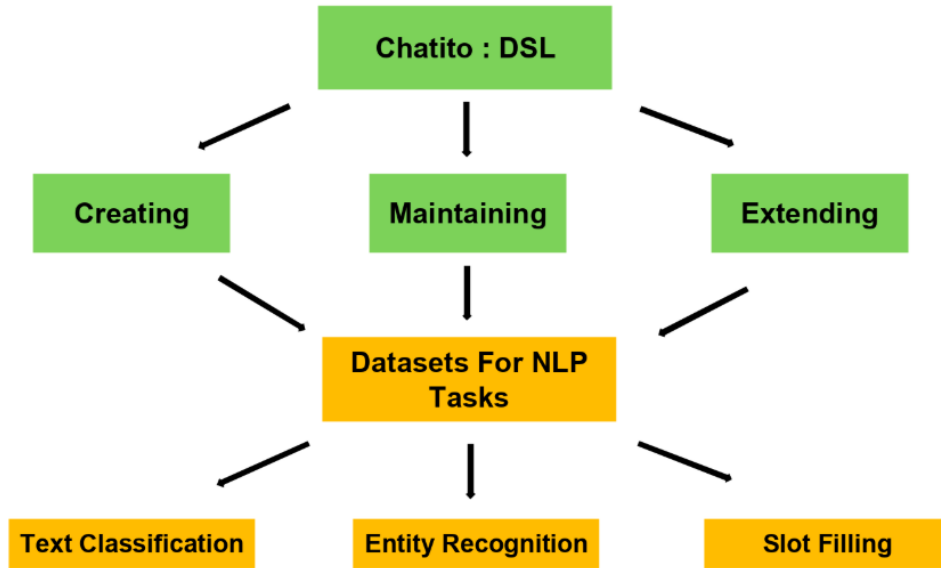 Chatito : DSL
Creating
Maintaining
Extending
Datasets For NLP
Tasks
Text Classification
Entity Recognition
Slot Filling